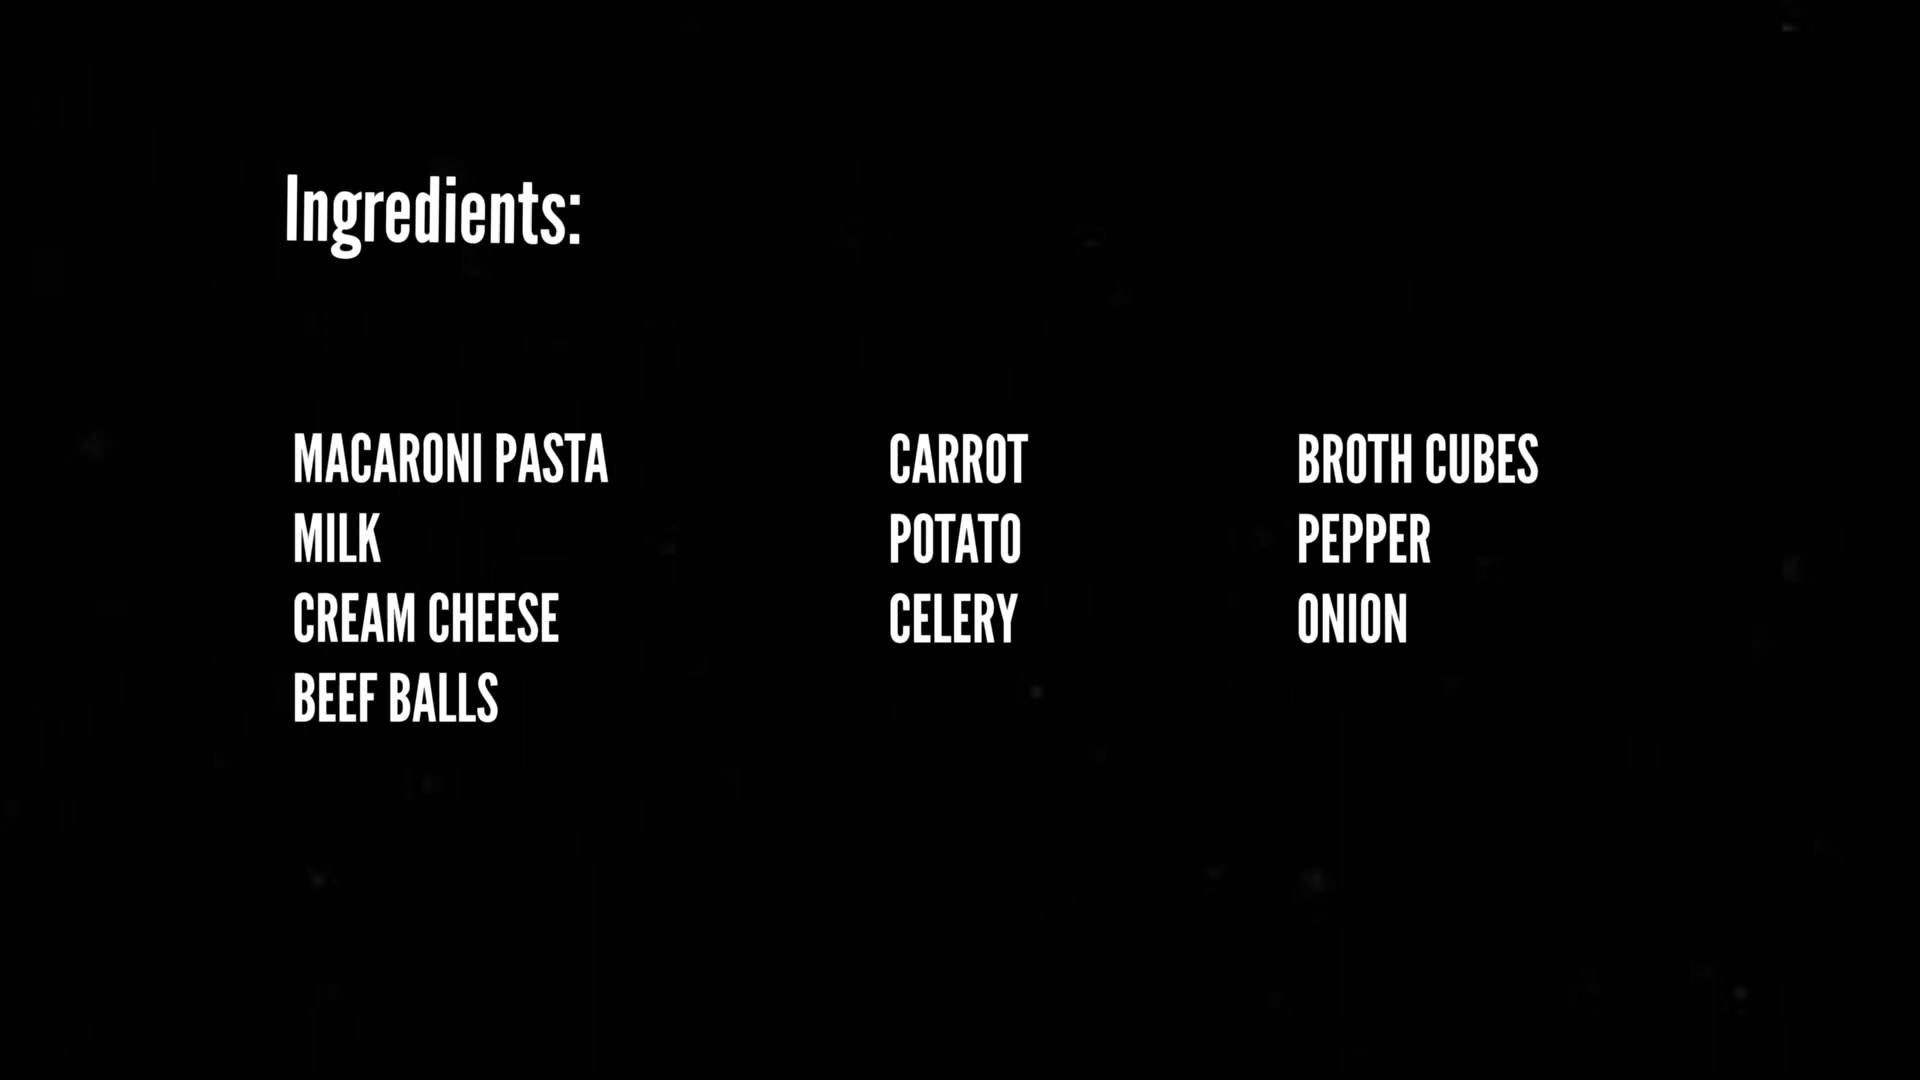 Ingredients:
MACARONI PASTA
MILK
CREAM CHEESE
BEEF BALLS
CARROT
POTATO
CELERY
BROTH CUBES
PEPPER
ONION